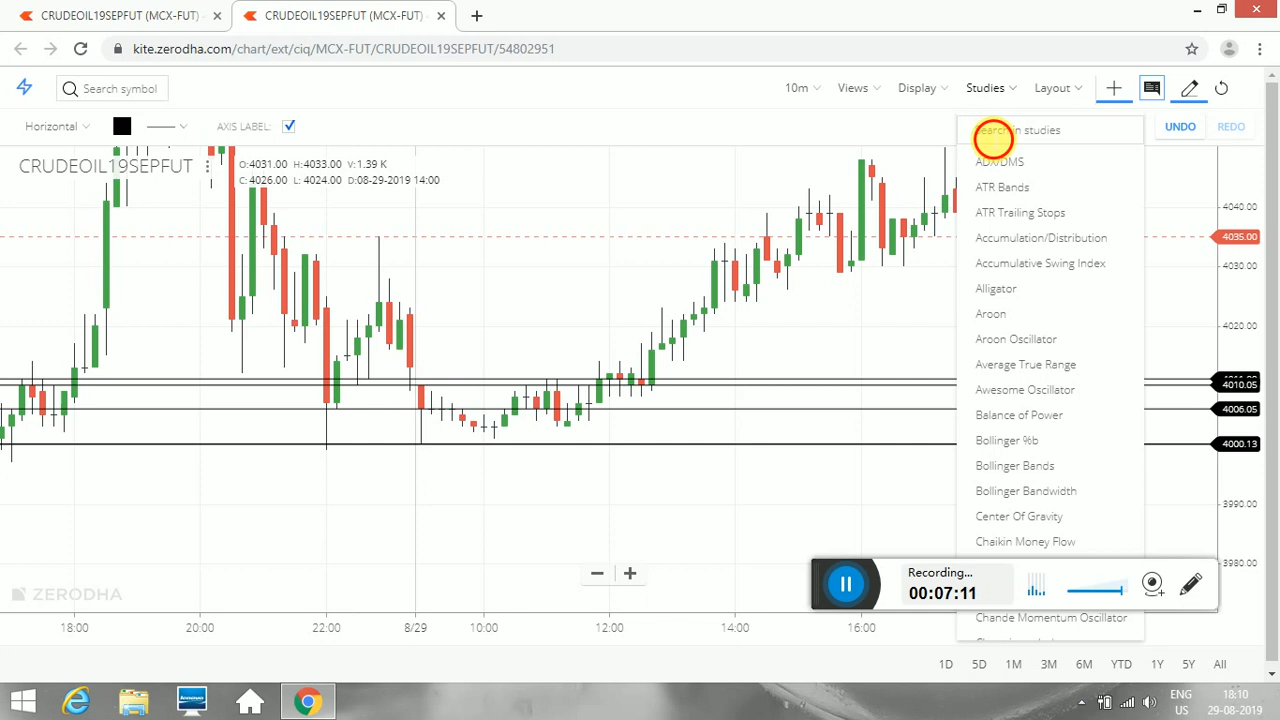 CRUDEOIL19SEPFUT (MCX-FUT)
CRUDEOIL19SEPFUT (MCX-FUT)
kite.zerodha.com/chart/ext/ciq/MCX-FUT/CRUDEOIL19SEPFUT/54802951
Search symbol
10m
Views
Display
Studies
Layout
Horizontal
AXIS LABEL:
UNDO
REDO
CRUDEOIL19SEPFUT
O:4031.00 H:4033.00 V:1.39 K
C:4026.00 L:4024.00 D:08-29-2019 14:00
Search in studies
ADX/DMS
ATR Bands
ATR Trailing Stops
Accumulation/Distribution
Accumulative Swing Index
Alligator
Aroon
Aroon Oscillator
Average True Range
Awesome Oscillator
Balance of Power
Bollinger %b
Bollinger Bands
Bollinger Bandwidth
Center Of Gravity
Chaikin Money Flow
Chande Momentum Oscillator
4040.00
4035.00
4030.00
4020.00
4010.05
4006.05
4000.13
3990.00
3980.00
Recording...
00:07:11
ZERODHA
18:00
20:00
22:00
8/29
10:00
12:00
14:00
16:00
1D
5D
1M
3M
6M
YTD
1Y
5Y
All
ENG
US
18:10
29-08-2019